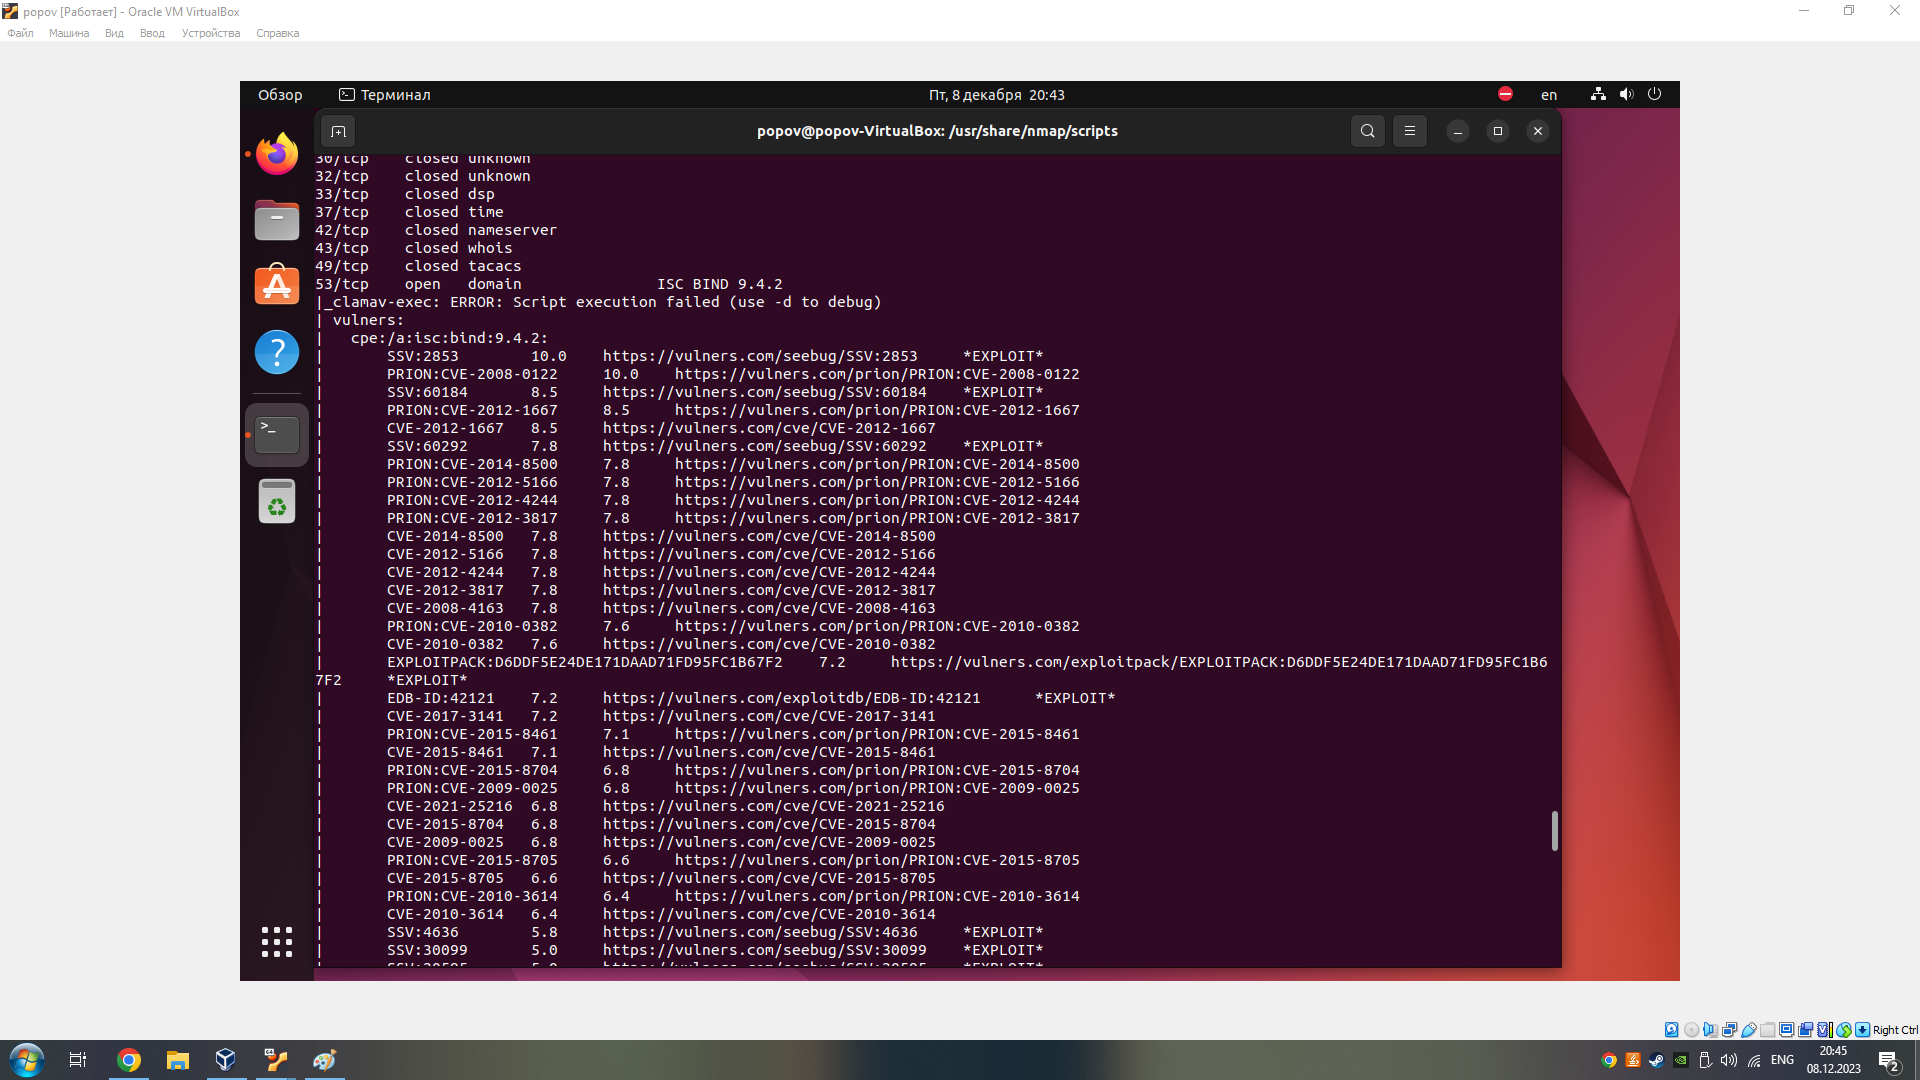 popov [Работает] - Oracle VM VirtualBox
Файл Машина Вид Ввод Устройства Справка
Обзор Терминал Пт, 8 декабря 20:43 en
popov@popov-VirtualBox: /usr/share/nmap/scripts
30/tcp closed unknown
32/tcp closed unknown
33/tcp closed dsp
37/tcp closed time
42/tcp closed nameserver
43/tcp closed whois
49/tcp closed tacacs
53/tcp open domain ISC BIND 9.4.2
|_clamav-exec: ERROR: Script execution failed (use -d to debug)
| vulners:
| cpe:/a:isc:bind:9.4.2:
| SSV:2853 10.0 https://vulners.com/seebug/SSV:2853 *EXPLOIT*
| PRION:CVE-2008-0122 10.0 https://vulners.com/prion/PRION:CVE-2008-0122
| SSV:60184 8.5 https://vulners.com/seebug/SSV:60184 *EXPLOIT*
| PRION:CVE-2012-1667 8.5 https://vulners.com/prion/PRION:CVE-2012-1667
| CVE-2012-1667 8.5 https://vulners.com/cve/CVE-2012-1667
| SSV:60292 7.8 https://vulners.com/seebug/SSV:60292 *EXPLOIT*
| PRION:CVE-2014-8500 7.8 https://vulners.com/prion/PRION:CVE-2014-8500
| PRION:CVE-2012-5166 7.8 https://vulners.com/prion/PRION:CVE-2012-5166
| PRION:CVE-2012-4244 7.8 https://vulners.com/prion/PRION:CVE-2012-4244
| PRION:CVE-2012-3817 7.8 https://vulners.com/prion/PRION:CVE-2012-3817
| CVE-2014-8500 7.8 https://vulners.com/cve/CVE-2014-8500
| CVE-2012-5166 7.8 https://vulners.com/cve/CVE-2012-5166
| CVE-2012-4244 7.8 https://vulners.com/cve/CVE-2012-4244
| CVE-2012-3817 7.8 https://vulners.com/cve/CVE-2012-3817
| CVE-2008-4163 7.8 https://vulners.com/cve/CVE-2008-4163
| PRION:CVE-2010-0382 7.6 https://vulners.com/prion/PRION:CVE-2010-0382
| CVE-2010-0382 7.6 https://vulners.com/cve/CVE-2010-0382
| EXPLOITPACK:D6DDF5E24DE171DAAD71FD95FC1B67F2 7.2 https://vulners.com/exploitpack/EXPLOITPACK:D6DDF5E24DE171DAAD71FD95FC1B6
7F2 *EXPLOIT*
| EDB-ID:42121 7.2 https://vulners.com/exploitdb/EDB-ID:42121 *EXPLOIT*
| CVE-2017-3141 7.2 https://vulners.com/cve/CVE-2017-3141
| PRION:CVE-2015-8461 7.1 https://vulners.com/prion/PRION:CVE-2015-8461
| CVE-2015-8461 7.1 https://vulners.com/cve/CVE-2015-8461
| PRION:CVE-2015-8704 6.8 https://vulners.com/prion/PRION:CVE-2015-8704
| PRION:CVE-2009-0025 6.8 https://vulners.com/prion/PRION:CVE-2009-0025
| CVE-2021-25216 6.8 https://vulners.com/cve/CVE-2021-25216
| CVE-2015-8704 6.8 https://vulners.com/cve/CVE-2015-8704
| CVE-2009-0025 6.8 https://vulners.com/cve/CVE-2009-0025
| PRION:CVE-2015-8705 6.6 https://vulners.com/prion/PRION:CVE-2015-8705
| CVE-2015-8705 6.6 https://vulners.com/cve/CVE-2015-8705
| PRION:CVE-2010-3614 6.4 https://vulners.com/prion/PRION:CVE-2010-3614
| CVE-2010-3614 6.4 https://vulners.com/cve/CVE-2010-3614
| SSV:4636 5.8 https://vulners.com/seebug/SSV:4636 *EXPLOIT*
| SSV:30099 5.0 https://vulners.com/seebug/SSV:30099 *EXPLOIT*
Right Ctrl
ENG 20:45
08.12.2023
2